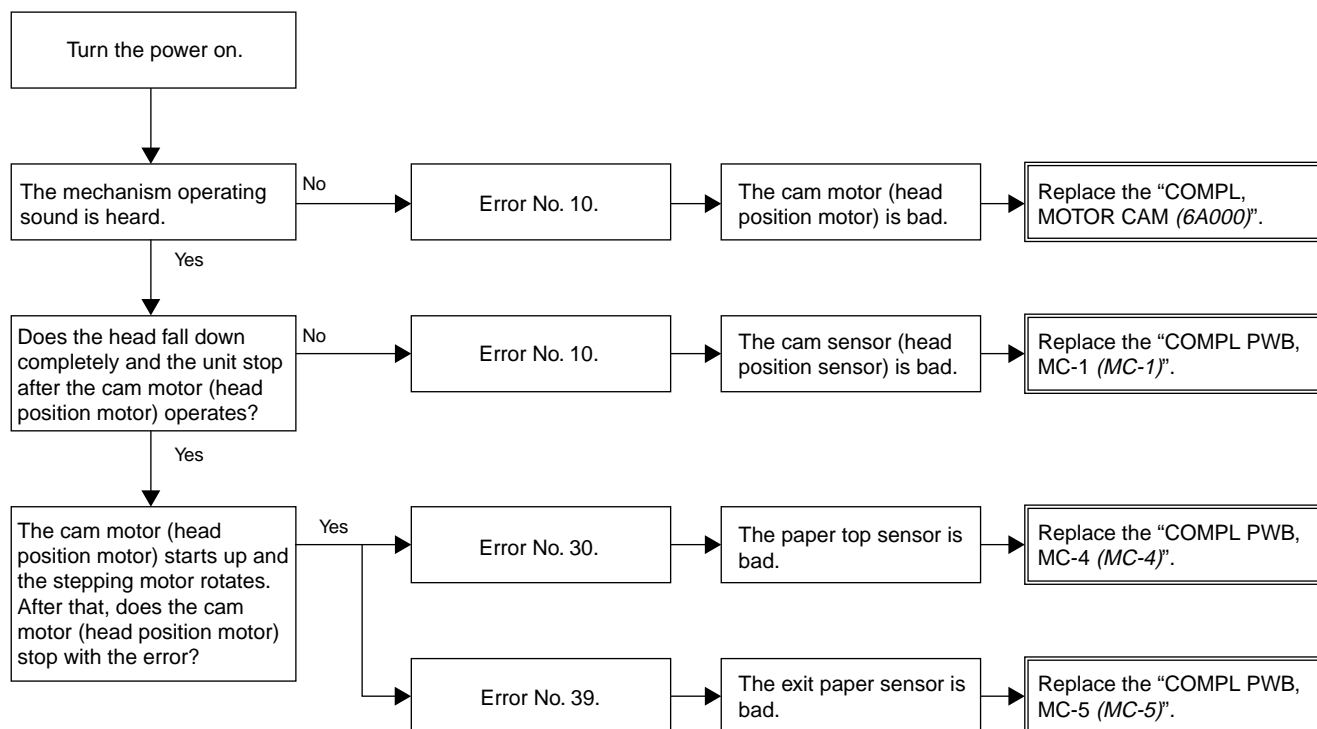 Turn the power on.
The mechanism operating
sound is heard.
No
Error No. 10.
The cam motor (head
position motor) is bad.
Replace the “COMPL,
MOTOR CAM (6A000)”.
Yes
Does the head fall down
completely and the unit stop
after the cam motor (head
position motor) operates?
No
Error No. 10.
The cam sensor (head
position sensor) is bad.
Replace the “COMPL PWB,
MC-1 (MC-1)”.
Yes
The cam motor (head
position motor) starts up and
the stepping motor rotates.
After that, does the cam
motor (head position motor)
stop with the error?
Yes
Error No. 30.
The paper top sensor is
bad.
Replace the “COMPL PWB,
MC-4 (MC-4)”.
Error No. 39.
The exit paper sensor is
bad.
Replace the “COMPL PWB,
MC-5 (MC-5)”.